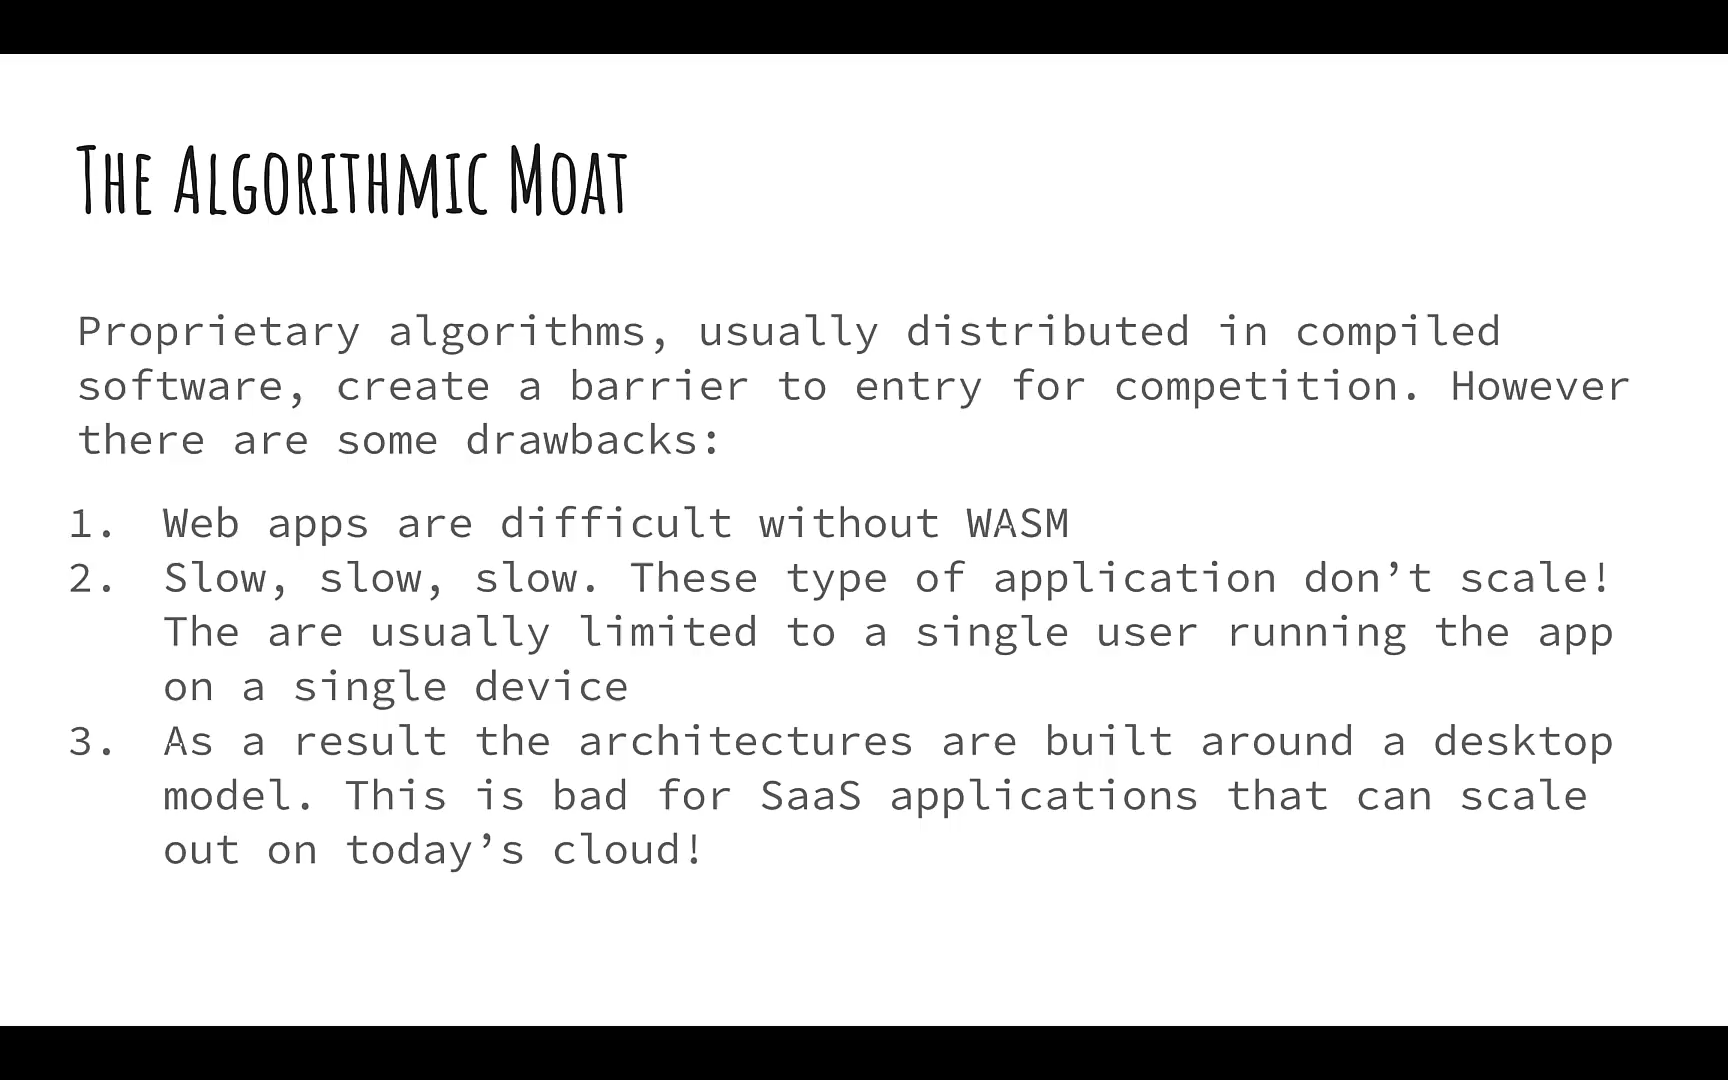 The Algorithmic Moat
Proprietary algorithms, usually distributed in compiled
software, create a barrier to entry for competition. However
there are some drawbacks:
1. Web apps are difficult without WASM
2. Slow, slow, slow. These type of application don’t scale!
The are usually limited to a single user running the app
on a single device
3. As a result the architectures are built around a desktop
model. This is bad for SaaS applications that can scale
out on today’s cloud!